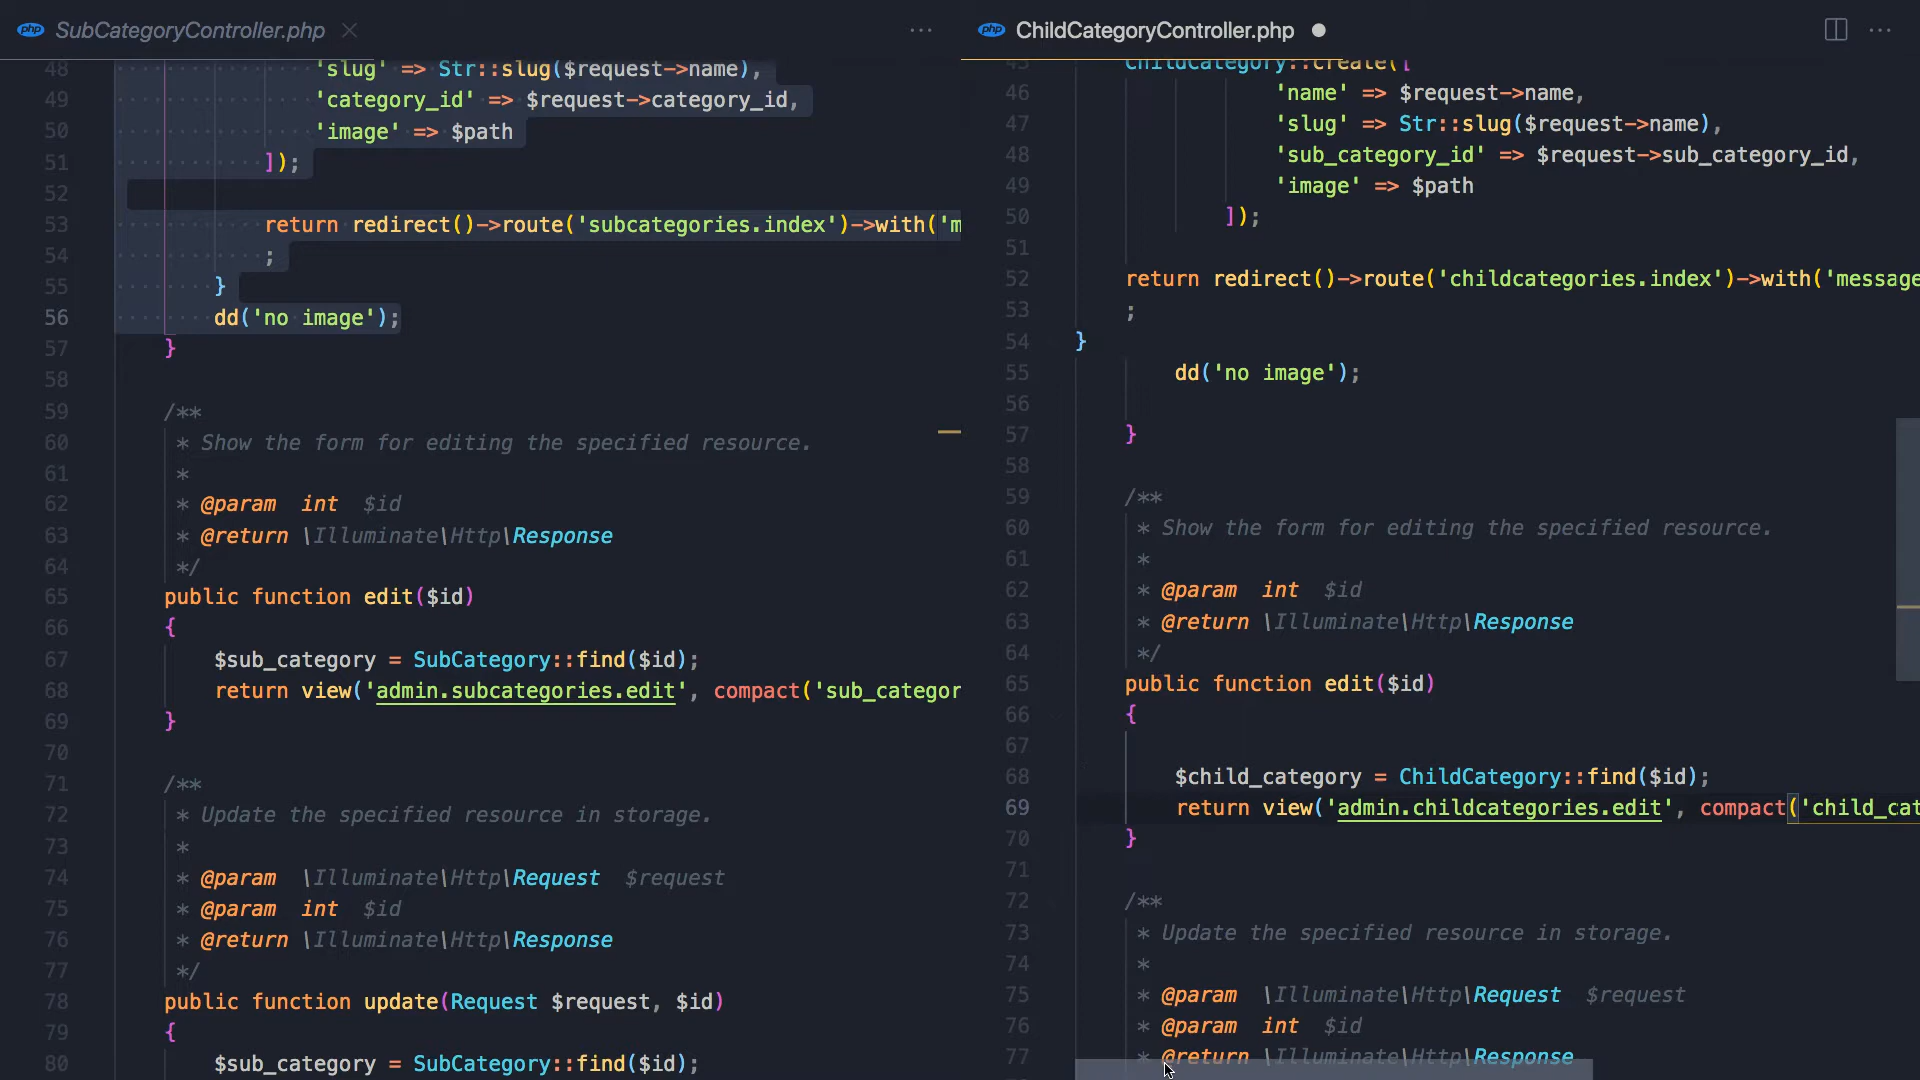 php SubCategoryController.php
48 'slug' => Str::slug($request->name),
49 'category_id' => $request->category_id,
50 'image' => $path
51 ]);
52
53 return redirect()->route('subcategories.index')->with('m
54 ;
55 }
56 dd('no image');
57 }
58
59 /**
60 * Show the form for editing the specified resource.
61 *
62 * @param int $id
63 * @return \Illuminate\Http\Response
64 */
65 public function edit($id)
66 {
67 $sub_category = SubCategory::find($id);
68 return view('admin.subcategories.edit', compact('sub_categor
69 }
70
71 /**
72 * Update the specified resource in storage.
73 *
74 * @param \Illuminate\Http\Request $request
75 * @param int $id
76 * @return \Illuminate\Http\Response
77 */
78 public function update(Request $request, $id)
79 {
80 $sub_category = SubCategory::find($id);
php ChildCategoryController.php
45 ChildCategory::create([
46 'name' => $request->name,
47 'slug' => Str::slug($request->name),
48 'sub_category_id' => $request->sub_category_id,
49 'image' => $path
50 ]);
51
52 return redirect()->route('childcategories.index')->with('message
53 ;
54 }
55 dd('no image');
56
57 }
58
59 /**
60 * Show the form for editing the specified resource.
61 *
62 * @param int $id
63 * @return \Illuminate\Http\Response
64 */
65 public function edit($id)
66 {
67
68 $child_category = ChildCategory::find($id);
69 return view('admin.childcategories.edit', compact('child_cat
70 }
71
72 /**
73 * Update the specified resource in storage.
74 *
75 * @param \Illuminate\Http\Request $request
76 * @param int $id
77 * @return \Illuminate\Http\Response